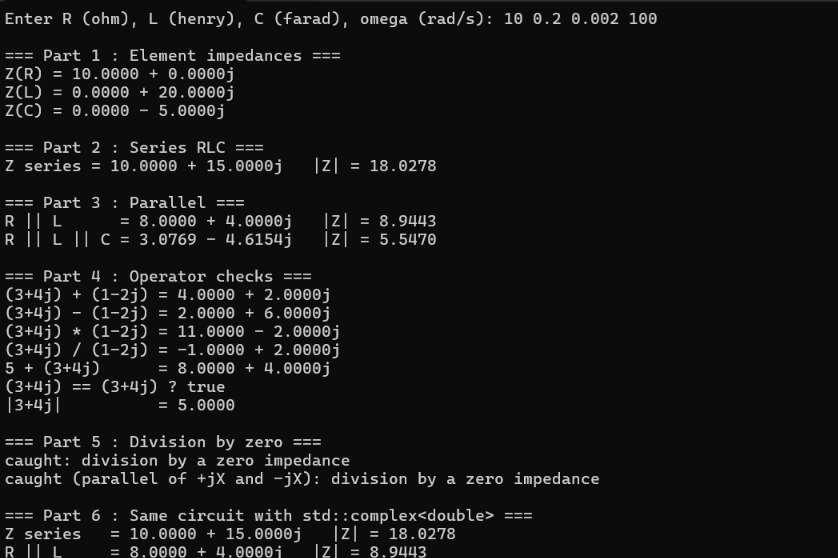 Enter R (ohm), L (henry), C (farad), omega (rad/s): 10 0.2 0.002 100
=== Part 1 : Element impedances ===
Z(R) = 10.0000 + 0.0000j
Z(L) = 0.0000 + 20.0000j
Z(C) = 0.0000 - 5.0000j
=== Part 2 : Series RLC ===
Z series = 10.0000 + 15.0000j   |Z| = 18.0278
=== Part 3 : Parallel ===
R || L      = 8.0000 + 4.0000j   |Z| = 8.9443
R || L || C = 3.0769 - 4.6154j   |Z| = 5.5470
=== Part 4 : Operator checks ===
(3+4j) + (1-2j) = 4.0000 + 2.0000j
(3+4j) - (1-2j) = 2.0000 + 6.0000j
(3+4j) * (1-2j) = 11.0000 - 2.0000j
(3+4j) / (1-2j) = -1.0000 + 2.0000j
5 + (3+4j)      = 8.0000 + 4.0000j
(3+4j) == (3+4j) ? true
|3+4j|          = 5.0000
=== Part 5 : Division by zero ===
caught: division by a zero impedance
caught (parallel of +jX and -jX): division by a zero impedance
=== Part 6 : Same circuit with std::complex<double> ===
Z series   = 10.0000 + 15.0000j   |Z| = 18.0278
R || L     = 8.0000 + 4.0000j   |Z| = 8.9443